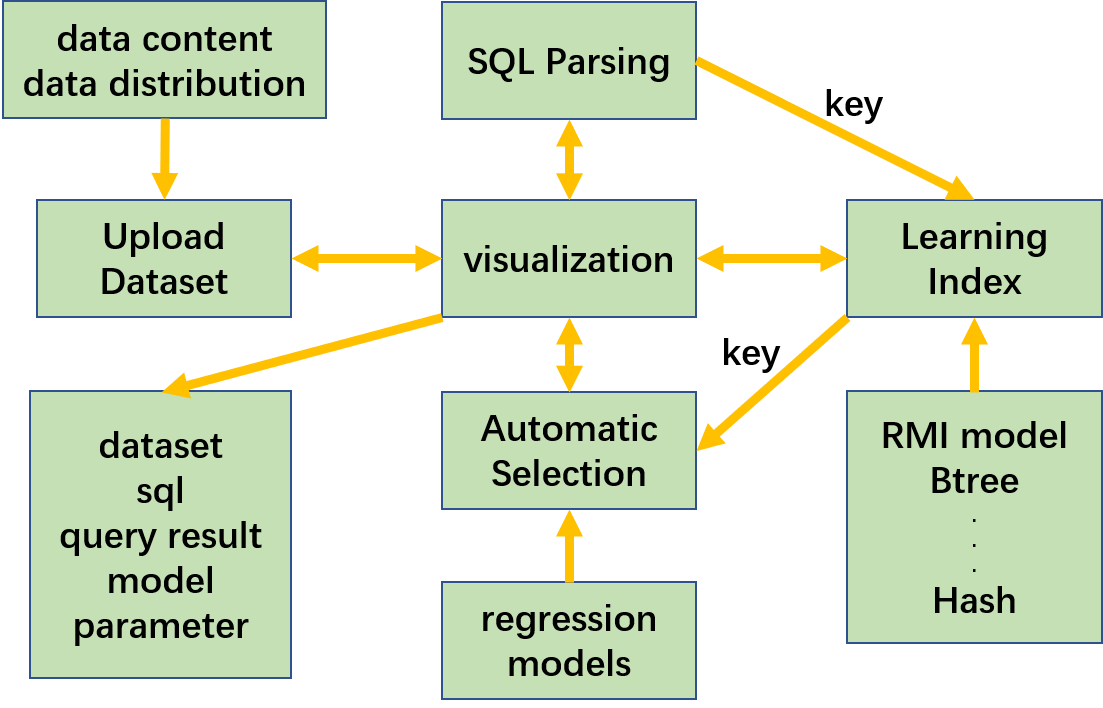 data content
data distribution
SQL Parsing
key
Upload
Dataset
visualization
Learning
Index
key
dataset
sql
query result
model
parameter
Automatic
Selection
RMI model
Btree
.
.
.
Hash
regression
models